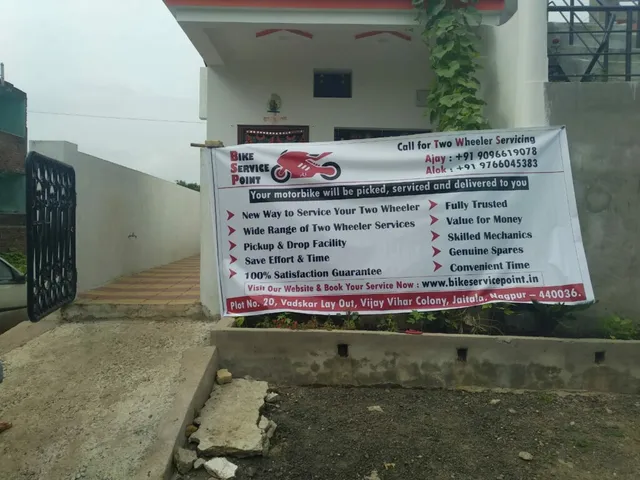 BIKE
SERVICE
POINT
Call for Two Wheeler Servicing
Ajay : +91 9096619078
Alok : +91 9766045383
Your motorbike will be picked, serviced and delivered to you
New Way to Service Your Two Wheeler
Wide Range of Two Wheeler Services
Pickup & Drop Facility
Save Effort & Time
100% Satisfaction Guarantee
Fully Trusted
Value for Money
Skilled Mechanics
Genuine Spares
Convenient Time
Visit Our Website & Book Your Service Now : www.bikeservicepoint.in
Plot No. 20, Vadskar Lay Out, Vijay Vihar Colony, Jaitala, Nagpur - 440036.